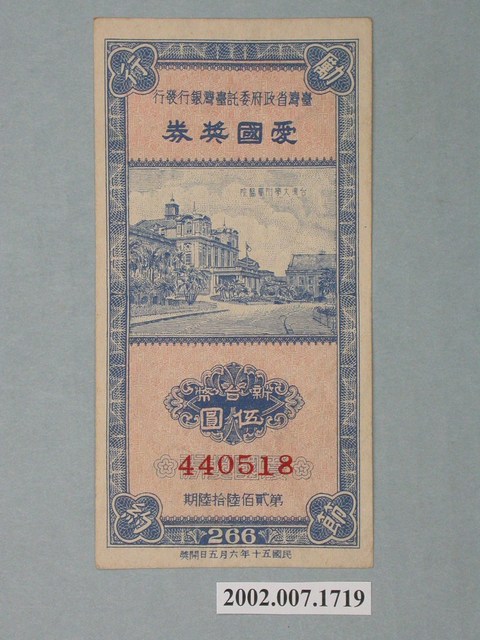 勵行
臺灣省政府委託臺灣銀行發行
愛國獎券
台灣大學附屬醫院
新台幣
伍圓
440518
第貳佰陸拾陸期
節約
266
民國五十年六月五日開獎
2002.007.1719